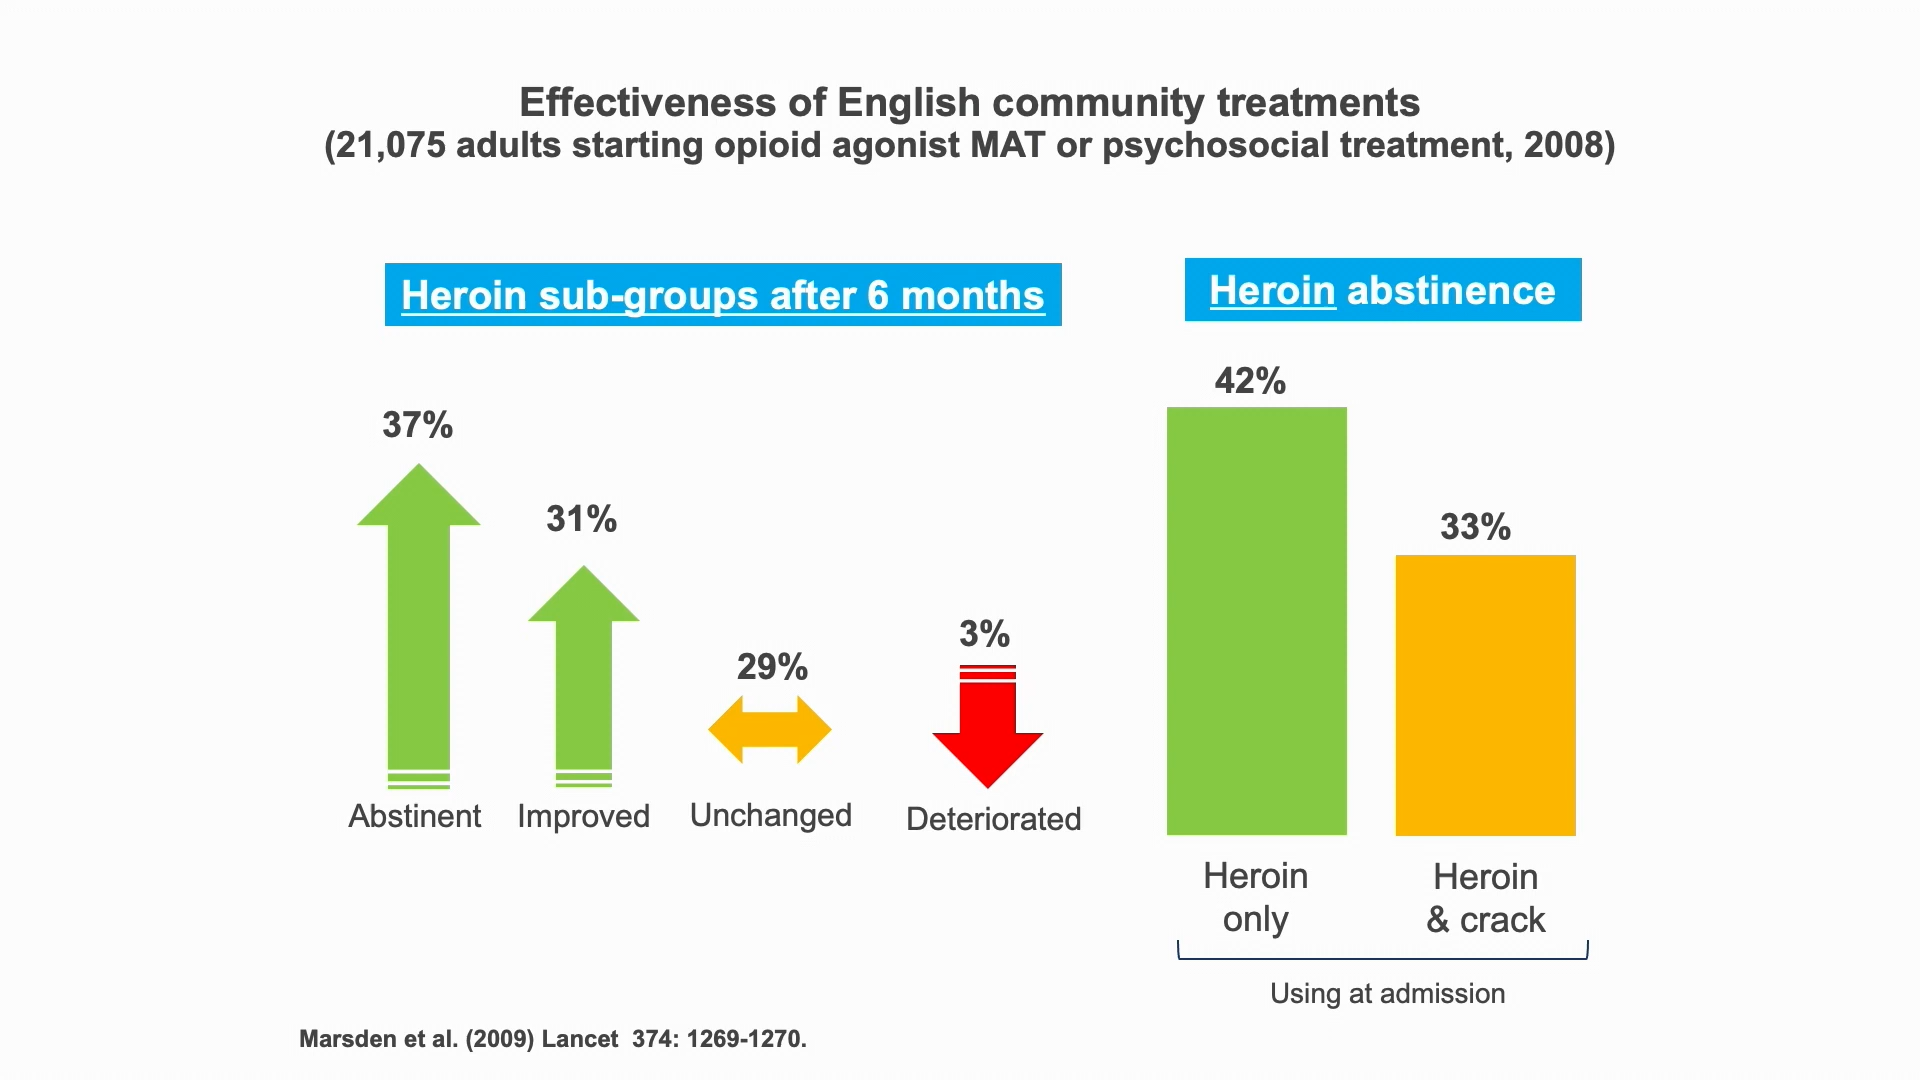 Effectiveness of English community treatments
(21,075 adults starting opioid agonist MAT or psychosocial treatment, 2008)
Heroin sub-groups after 6 months
37%
31%
29%
3%
Abstinent
Improved
Unchanged
Deteriorated
Heroin abstinence
42%
33%
Heroin
only
Heroin
& crack
Using at admission
Marsden et al. (2009) Lancet  374: 1269-1270.